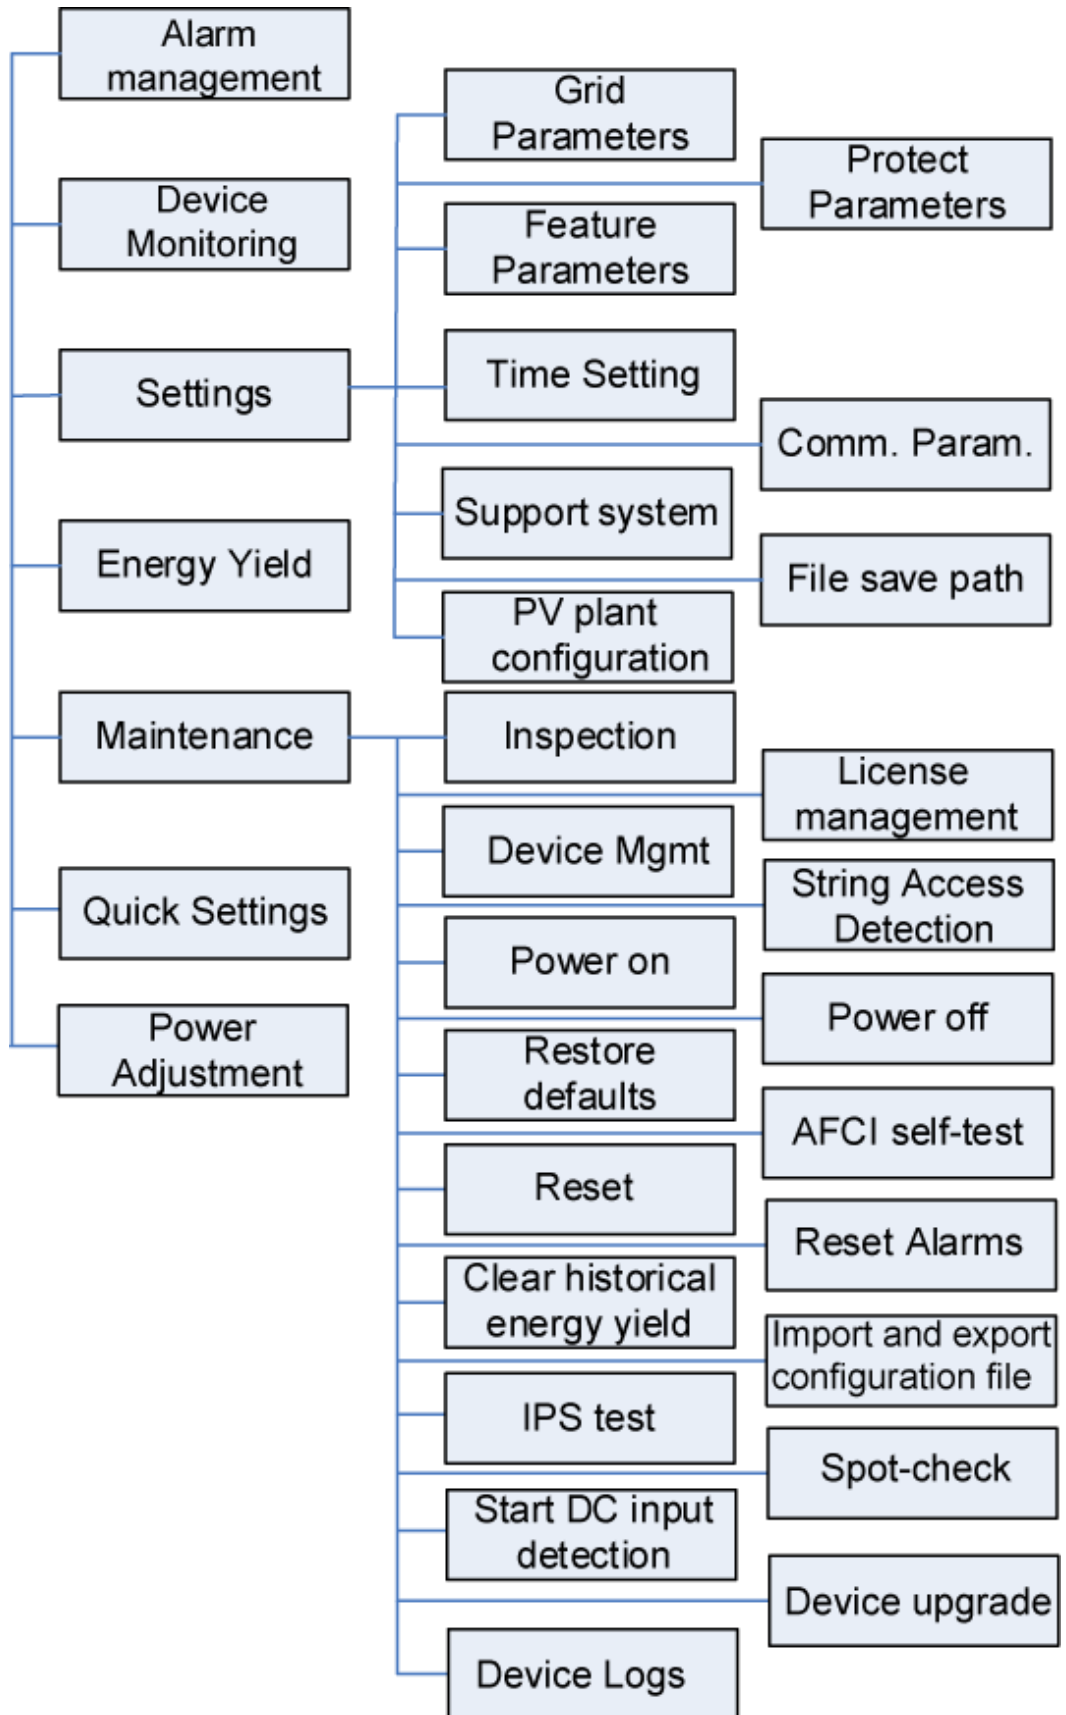 Alarm
management
Device
Monitoring
Settings
Energy Yield
Maintenance
Quick Settings
Power
Adjustment
Grid
Parameters
Protect
Parameters
Feature
Parameters
Time Setting
Comm. Param.
Support system
File save path
PV plant
configuration
Inspection
License
management
Device Mgmt
String Access
Detection
Power on
Power off
Restore
defaults
AFCI self-test
Reset
Reset Alarms
Clear historical
energy yield
Import and export
configuration file
IPS test
Spot-check
Start DC input
detection
Device upgrade
Device Logs